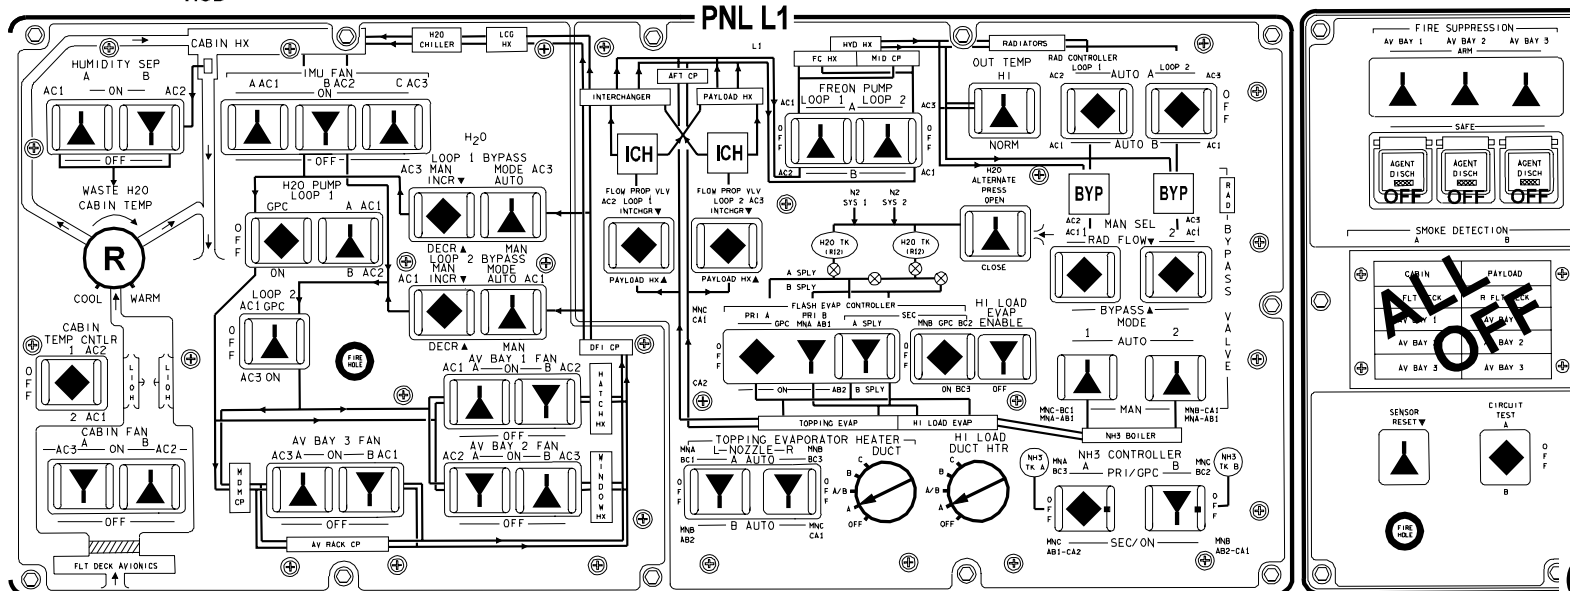 PNL L1
CABIN HX
H2O
CHILLER
LCG
HX
HUMIDITY SEP
A B
AC1 ON AC2
OFF
WASTE H2O
CABIN TEMP
R
COOL WARM
CABIN
TEMP CNTLR
1 AC2
OFF
2 AC1
LIOH
LIOH
CABIN FAN
A B
AC3 ON AC2
OFF
FLT DECK AVIONICS
IMU FAN
A AC1 B AC2 C AC3
ON
OFF
H2O
H2O PUMP
LOOP 1
GPC A AC1
OFF
ON B AC2
LOOP 2
AC1 GPC
OFF
AC3 ON
LOOP 1 BYPASS
AC3 MAN MODE AC3
INCR▼ AUTO
DECR▲ MAN
LOOP 2 BYPASS
AC1 MAN MODE
INCR▼ AUTO AC1
DECR▲ MAN
FIRE
HOLE
AV BAY 1 FAN
AC1 A ON B AC2
OFF
AV BAY 2 FAN
AC2 A ON B AC3
OFF
AV BAY 3 FAN
AC3 A ON B AC1
OFF
MDM CP
AV RACK CP
HATCH HX
WINDOW HX
DFI CP
L1
AFT CP
INTERCHANGER
PAYLOAD HX
ICH
ICH
FLOW PROP VLV
AC2 LOOP 1
INTCHGR▼
PAYLOAD HX▲
FLOW PROP VLV
LOOP 2 AC3
INTCHGR▼
PAYLOAD HX▲
HYD HX
RADIATORS
FC HX
MID CP
FREON PUMP
LOOP 1 LOOP 2
AC1 A AC3
OFF
OFF
AC2 B AC1
OUT TEMP
HI
NORM
RAD CONTROLLER
LOOP 1 LOOP 2
AC2 AUTO A AC3
OFF
AC1 AUTO B AC1
N2
SYS 1
N2
SYS 2
H2O
ALTERNATE
PRESS
OPEN
CLOSE
H2O TK
(R12)
H2O TK
(R12)
A SPLY
B SPLY
BYP
BYP
AC2
AC1
AC3
AC1
MAN SEL
1 RAD FLOW▼ 2
BYPASS▲
MODE
1 AUTO 2
MNC-BC1
MNA-AB1
MAN
MNB-CA1
MNA-AB1
RAD
BYPASS
VALVE
MNC
CA1
FLASH EVAP CONTROLLER
PRI A PRI B SEC
GPC MNA AB1 A SPLY MNB GPC BC2
OFF
CA2 ON AB2 B SPLY ON BC3
HI LOAD
EVAP
ENABLE
OFF
TOPPING EVAP
HI LOAD EVAP
NH3 BOILER
TOPPING EVAPORATOR HEATER
MNA
BC1
L-NOZZLE-R
A AUTO
MNB
BC3
OFF
OFF
MNB
AB2
B AUTO
MNC
CA1
DUCT
C
B
A/B
A
OFF
HI LOAD
DUCT HTR
C
B
A/B
A
OFF
NH3
TK A
MNA
BC3
NH3 CONTROLLER
A PRI/GPC B
MNC
BC2
NH3
TK B
OFF
OFF
MNC
AB1-CA2
SEC/ON
MNB
AB2-CA1
FIRE SUPPRESSION
AV BAY 1 AV BAY 2 AV BAY 3
ARM
SAFE
AGENT
DISCH
OFF
AGENT
DISCH
OFF
AGENT
DISCH
OFF
SMOKE DETECTION
A B
CABIN PAYLOAD
FLT DECK R FLT DECK
AV BAY 1 AV BAY 1
AV BAY 2 AV BAY 2
AV BAY 3 AV BAY 3
ALL
OFF
SENSOR
RESET▼
CIRCUIT
TEST
A
OFF
B
FIRE
HOLE